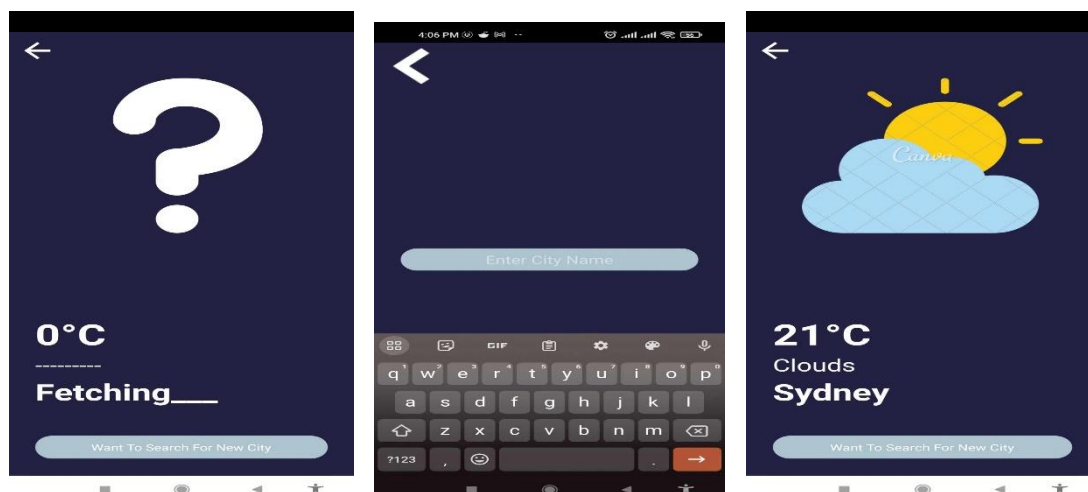 0°C
---------
Fetching___
Want To Search For New City
4:06 PM
Enter City Name
GIF
q w e r t y u i o p
a s d f g h j k l
z x c v b n m
?123 , .
Canva
21°C
Clouds
Sydney
Want To Search For New City